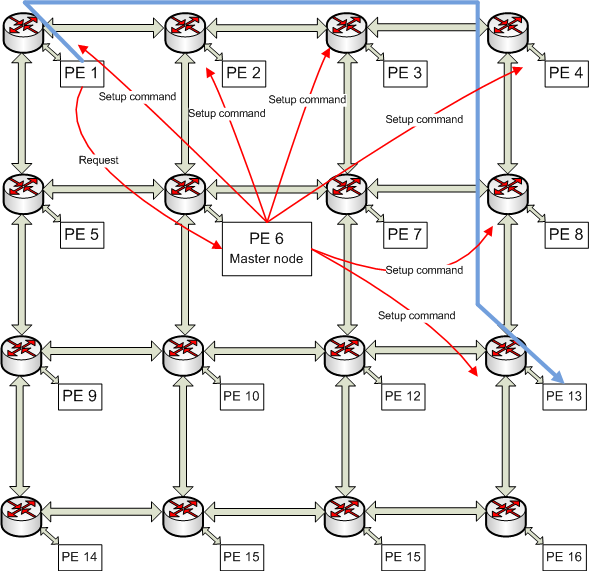 PE 1
PE 2
PE 3
PE 4
Setup command
Setup command
Setup command
Setup command
Request
PE 5
PE 6
Master node
PE 7
PE 8
Setup command
Setup command
PE 9
PE 10
PE 12
PE 13
PE 14
PE 15
PE 15
PE 16